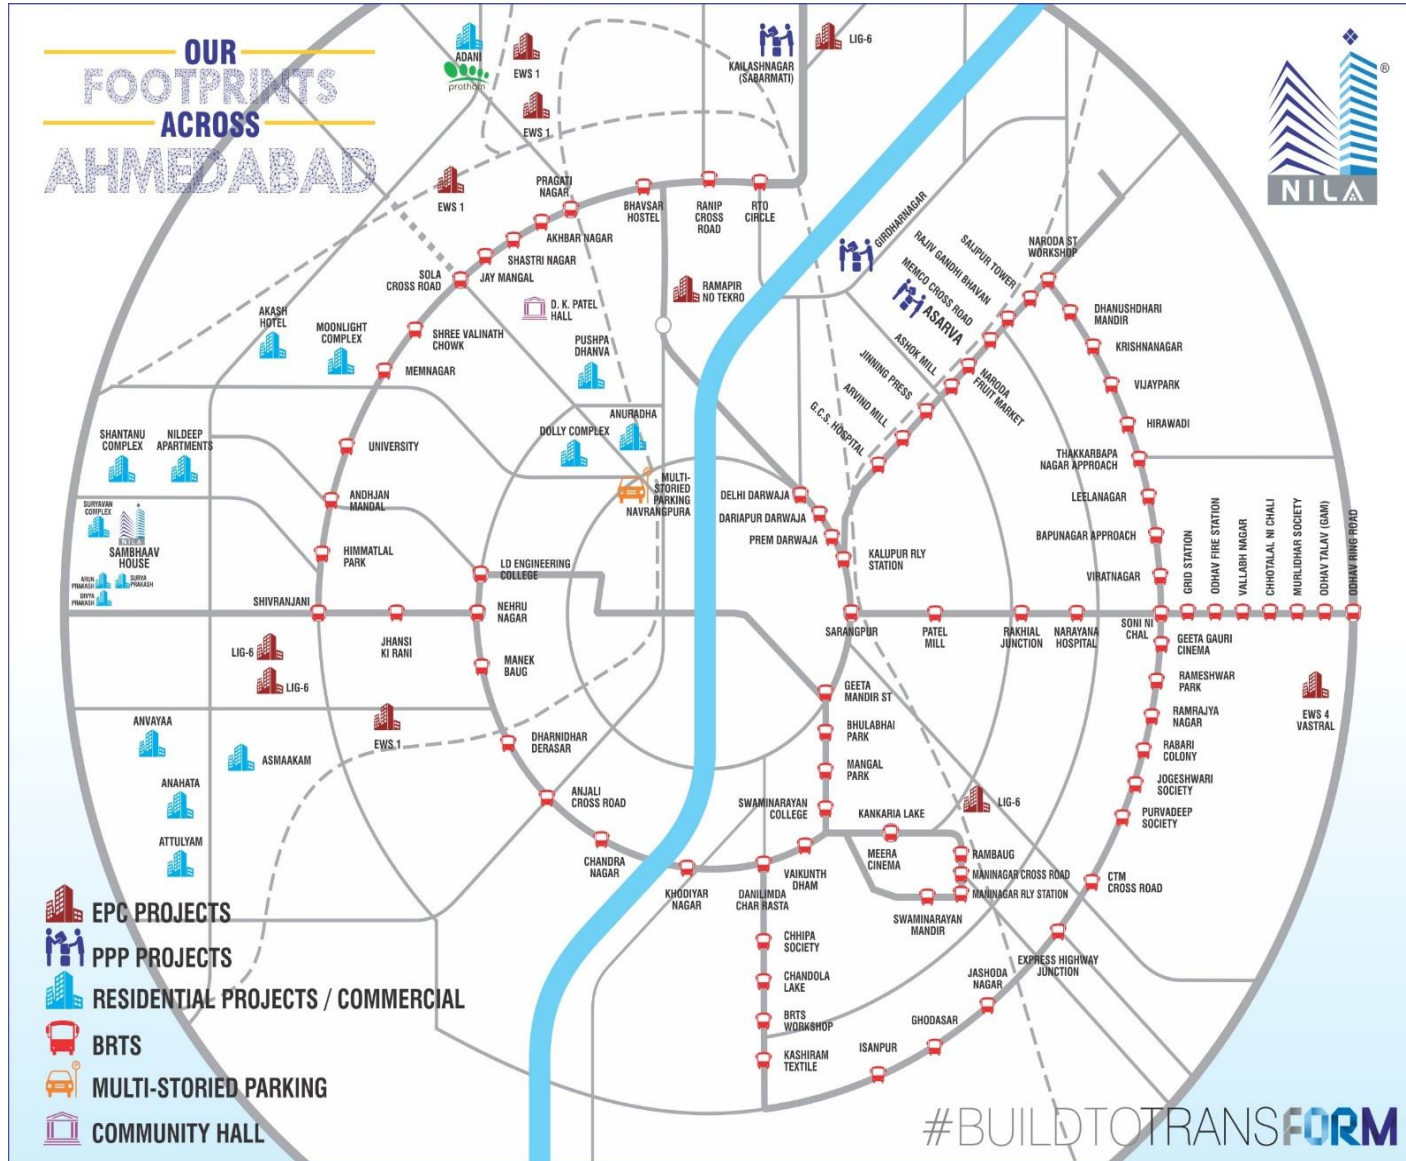 OUR
FOOTPRINTS
ACROSS
AHMEDABAD
ADANI
pratham
EWS 1
EWS 1
EWS 1
KAILASHNAGAR
(SABARMATI)
LIG-6
NILA
®
PRAGATI
NAGAR
BHAVSAR
HOSTEL
RANIP
CROSS
ROAD
RTO
CIRCLE
AKHBAR NAGAR
SHASTRI NAGAR
JAY MANGAL
SOLA
CROSS ROAD
GIRDHARNAGAR
SAIJPUR TOWER
RAJIV GANDHI BHAVAN
MEMCO CROSS ROAD
ASARVA
NARODA ST
WORKSHOP
RAMAPIR
NO TEKRO
D. K. PATEL
HALL
AKASH
HOTEL
MOONLIGHT
COMPLEX
SHREE VALINATH
CHOWK
MEMNAGAR
PUSHPA
DHANVA
DHANUSHDHARI
MANDIR
KRISHNANAGAR
VIJAYPARK
HIRAWADI
ASHOK MILL
JINNING PRESS
ARVIND MILL
G.C.S. HOSPITAL
NARODA
FRUIT MARKET
ANURADHA
DOLLY COMPLEX
SHANTANU
COMPLEX
NILDEEP
APARTMENTS
UNIVERSITY
THAKKARBAPA
NAGAR APPROACH
LEELANAGAR
BAPUNAGAR APPROACH
VIRATNAGAR
MULTI-
STORIED
PARKING
NAVRANGPURA
DELHI DARWAJA
DARIAPUR DARWAJA
PREM DARWAJA
KALUPUR RLY
STATION
ANDHJAN
MANDAL
SURYAVAN
COMPLEX
NILA
SAMBHAAV
HOUSE
ARUN
PRAKASH
SURYA
PRAKASH
DIVYA
PRAKASH
HIMMATLAL
PARK
LD ENGINEERING
COLLEGE
SHIVRANJANI
JHANSI
KI RANI
NEHRU
NAGAR
SARANGPUR
PATEL
MILL
RAKHIAL
JUNCTION
NARAYANA
HOSPITAL
SONI NI
CHAL
GRID STATION
ODHAV FIRE STATION
VALLABH NAGAR
CHHOTALAL NI CHALI
MURLIDHAR SOCIETY
ODHAV TALAV (GAM)
ODHAV RING ROAD
LIG-6
LIG-6
MANEK
BAUG
GEETA GAURI
CINEMA
RAMESHWAR
PARK
GEETA
MANDIR ST
EWS 1
BHULABHAI
PARK
RAMRAJYA
NAGAR
EWS 4
VASTRAL
ANVAYAA
ASMAAKAM
DHARNIDHAR
DERASAR
MANGAL
PARK
RABARI
COLONY
JOGESHWARI
SOCIETY
ANAHATA
ANJALI
CROSS ROAD
SWAMINARAYAN
COLLEGE
KANKARIA LAKE
LIG-6
PURVADEEP
SOCIETY
ATTULYAM
CHANDRA
NAGAR
MEERA
CINEMA
RAMBAUG
MANINAGAR CROSS ROAD
MANINAGAR RLY STATION
SWAMINARAYAN
MANDIR
CTM
CROSS ROAD
KHODIYAR
NAGAR
DANILIMDA
CHAR RASTA
VAIKUNTH
DHAM
CHHIPA
SOCIETY
CHANDOLA
LAKE
BRTS
WORKSHOP
KASHIRAM
TEXTILE
EXPRESS HIGHWAY
JUNCTION
JASHODA
NAGAR
GHODASAR
ISANPUR
EPC PROJECTS
PPP PROJECTS
RESIDENTIAL PROJECTS / COMMERCIAL
BRTS
MULTI-STORIED PARKING
COMMUNITY HALL
#BUILDTOTRANSFORM